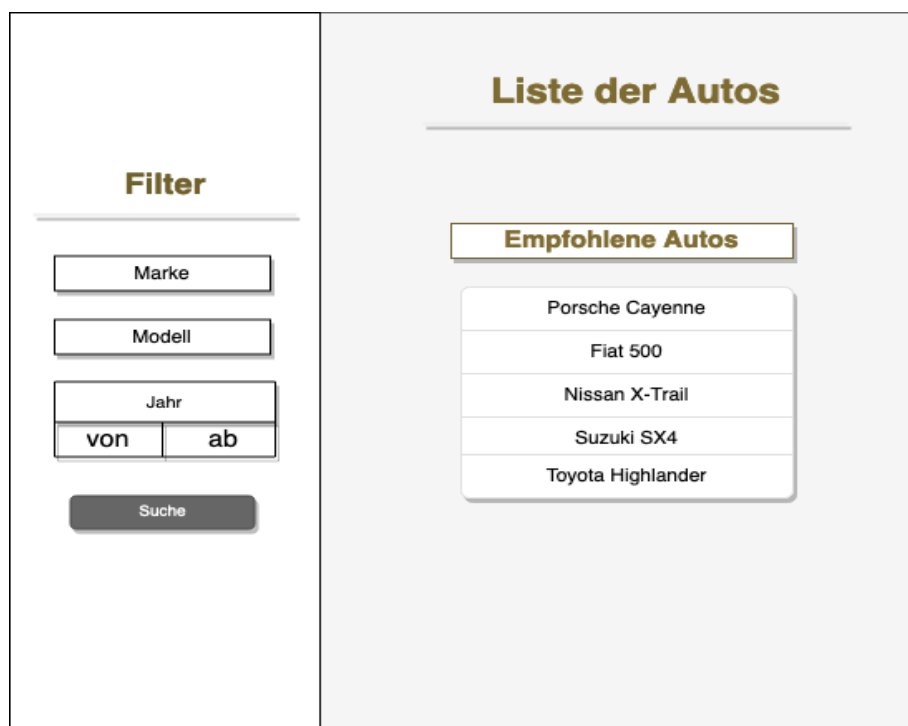 Filter
Marke
Modell
Jahr
von ab
Suche
Liste der Autos
Empfohlene Autos
Porsche Cayenne
Fiat 500
Nissan X-Trail
Suzuki SX4
Toyota Highlander